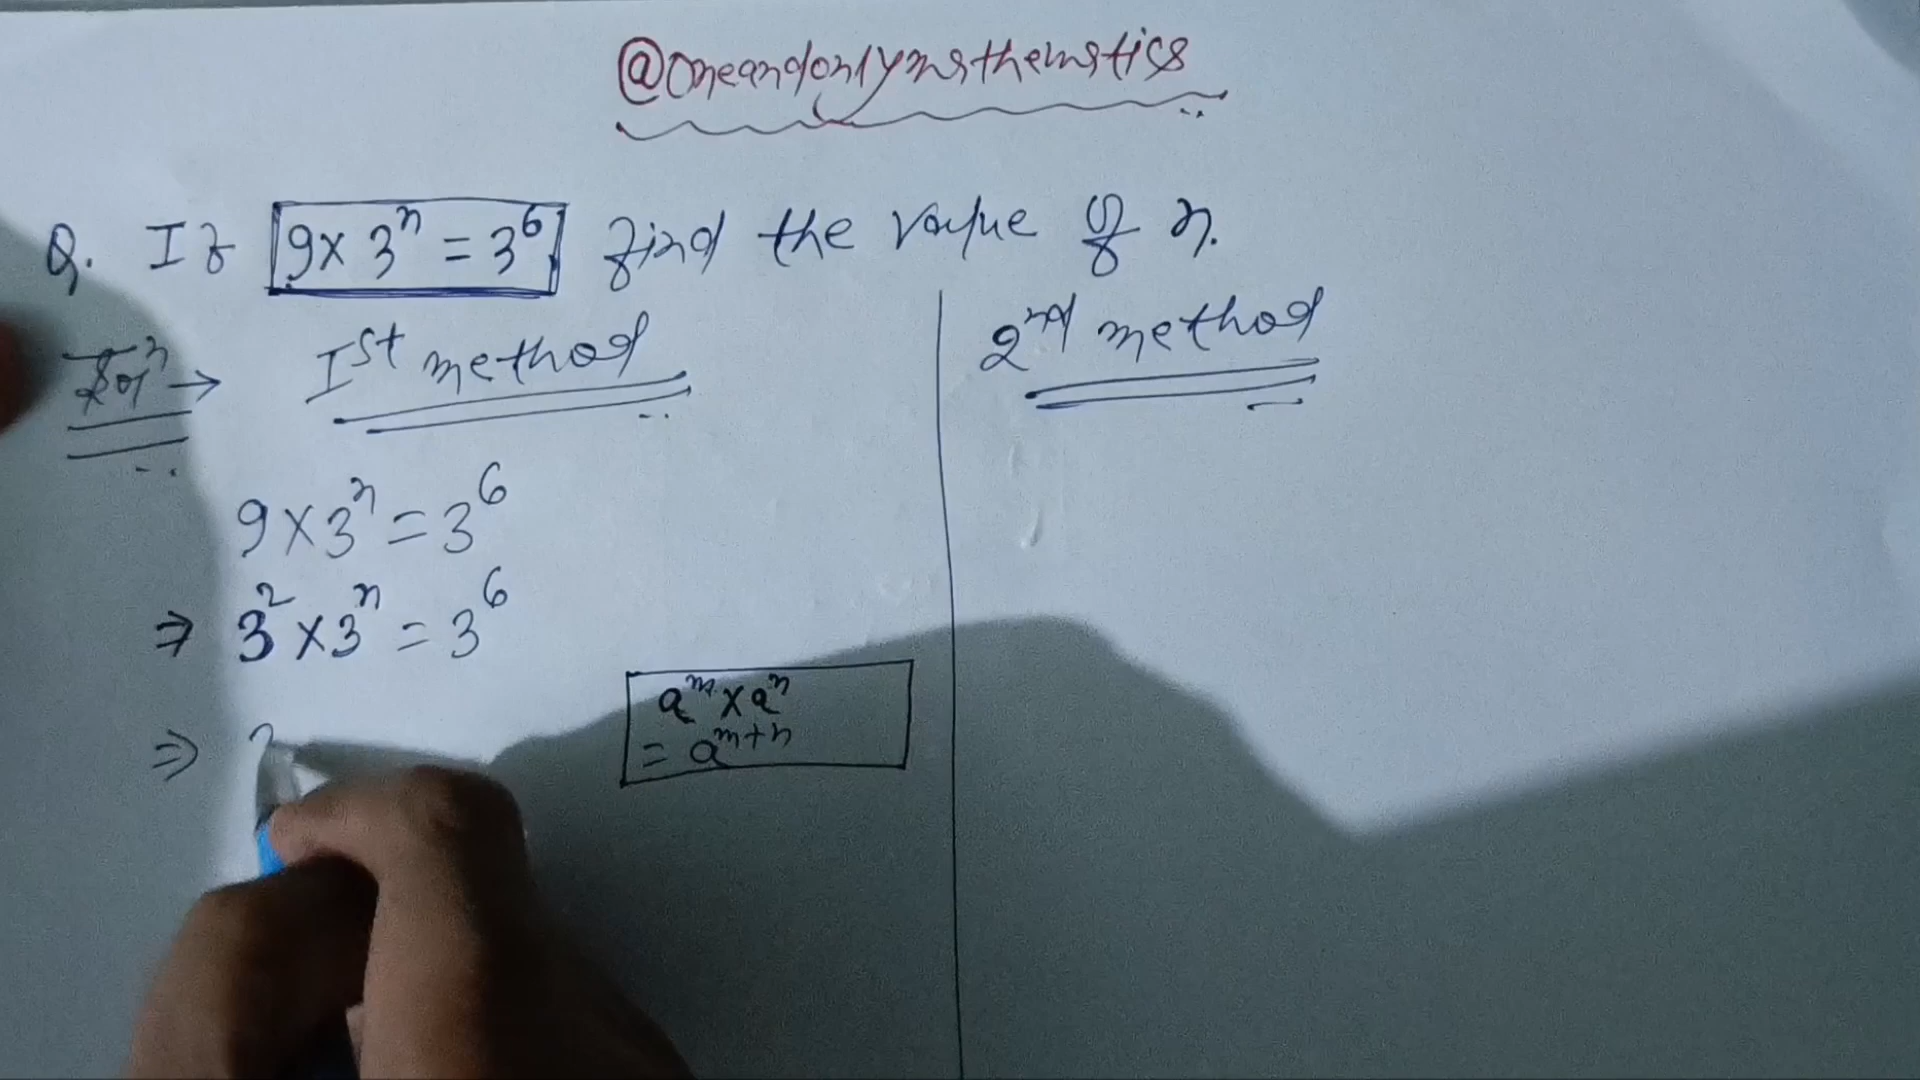 @oneandonlymathematics
Q. If 9 × 3ⁿ = 3⁶ find the value of n.
Solⁿ →
Ist method
9 × 3ⁿ = 3⁶
⇒ 3² × 3ⁿ = 3⁶
⇒
aᵐ × aⁿ
= aᵐ⁺ⁿ
2nd method